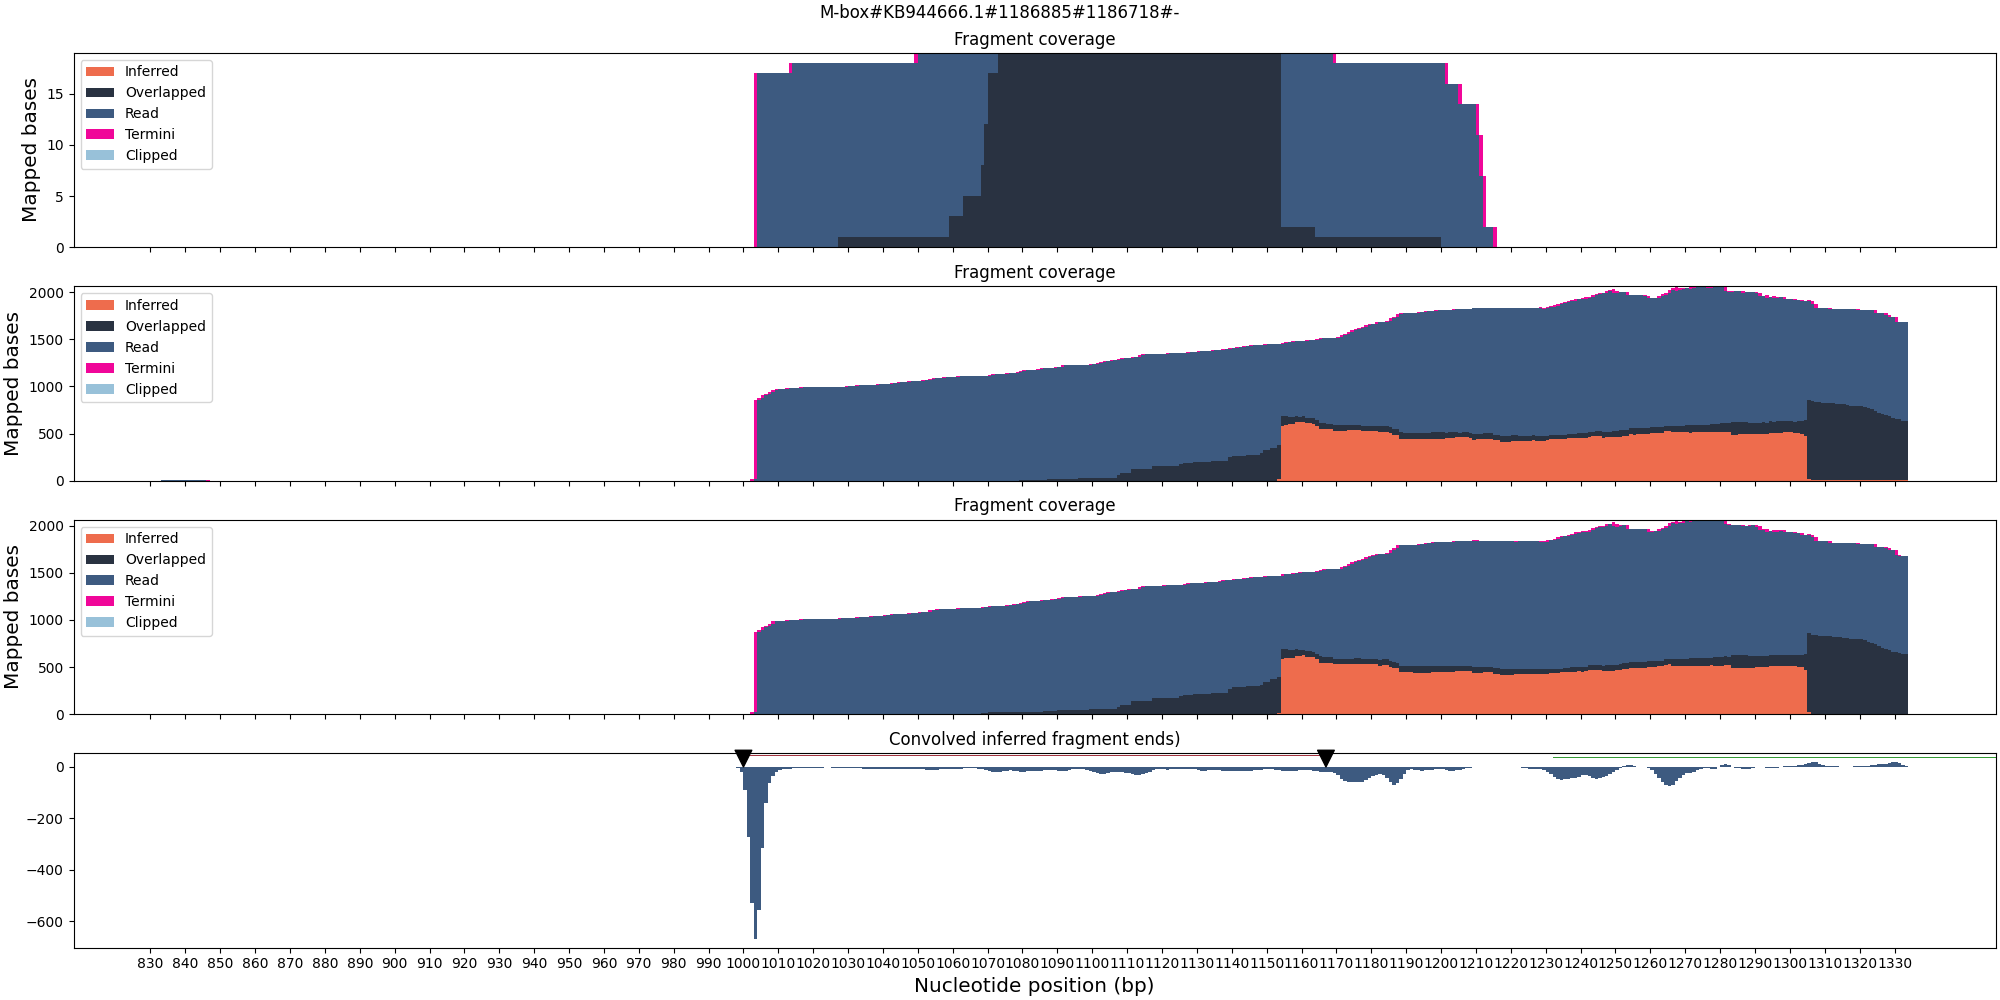 M-box#KB944666.1#1186885#1186718#-
Fragment coverage
Mapped bases
15
10
5
0
Inferred
Overlapped
Read
Termini
Clipped
Fragment coverage
Mapped bases
2000
1500
1000
500
0
Inferred
Overlapped
Read
Termini
Clipped
Fragment coverage
Mapped bases
2000
1500
1000
500
0
Inferred
Overlapped
Read
Termini
Clipped
Convolved inferred fragment ends)
0
−200
−400
−600
830 840 850 860 870 880 890 900 910 920 930 940 950 960 970 980 990 1000 1010 1020 1030 1040 1050 1060 1070 1080 1090 1100 1110 1120 1130 1140 1150 1160 1170 1180 1190 1200 1210 1220 1230 1240 1250 1260 1270 1280 1290 1300 1310 1320 1330
Nucleotide position (bp)